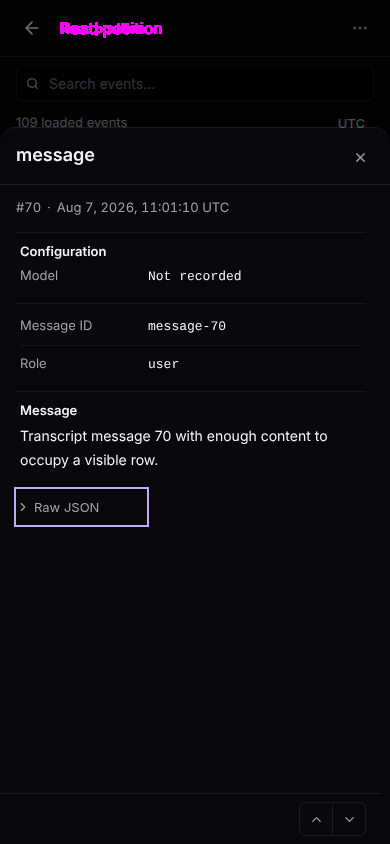 Search events...
109 loaded events UTC
message
#70 · Aug 7, 2026, 11:01:10 UTC
Configuration
Model Not recorded
Message ID message-70
Role user
Message
Transcript message 70 with enough content to
occupy a visible row.
Raw JSON